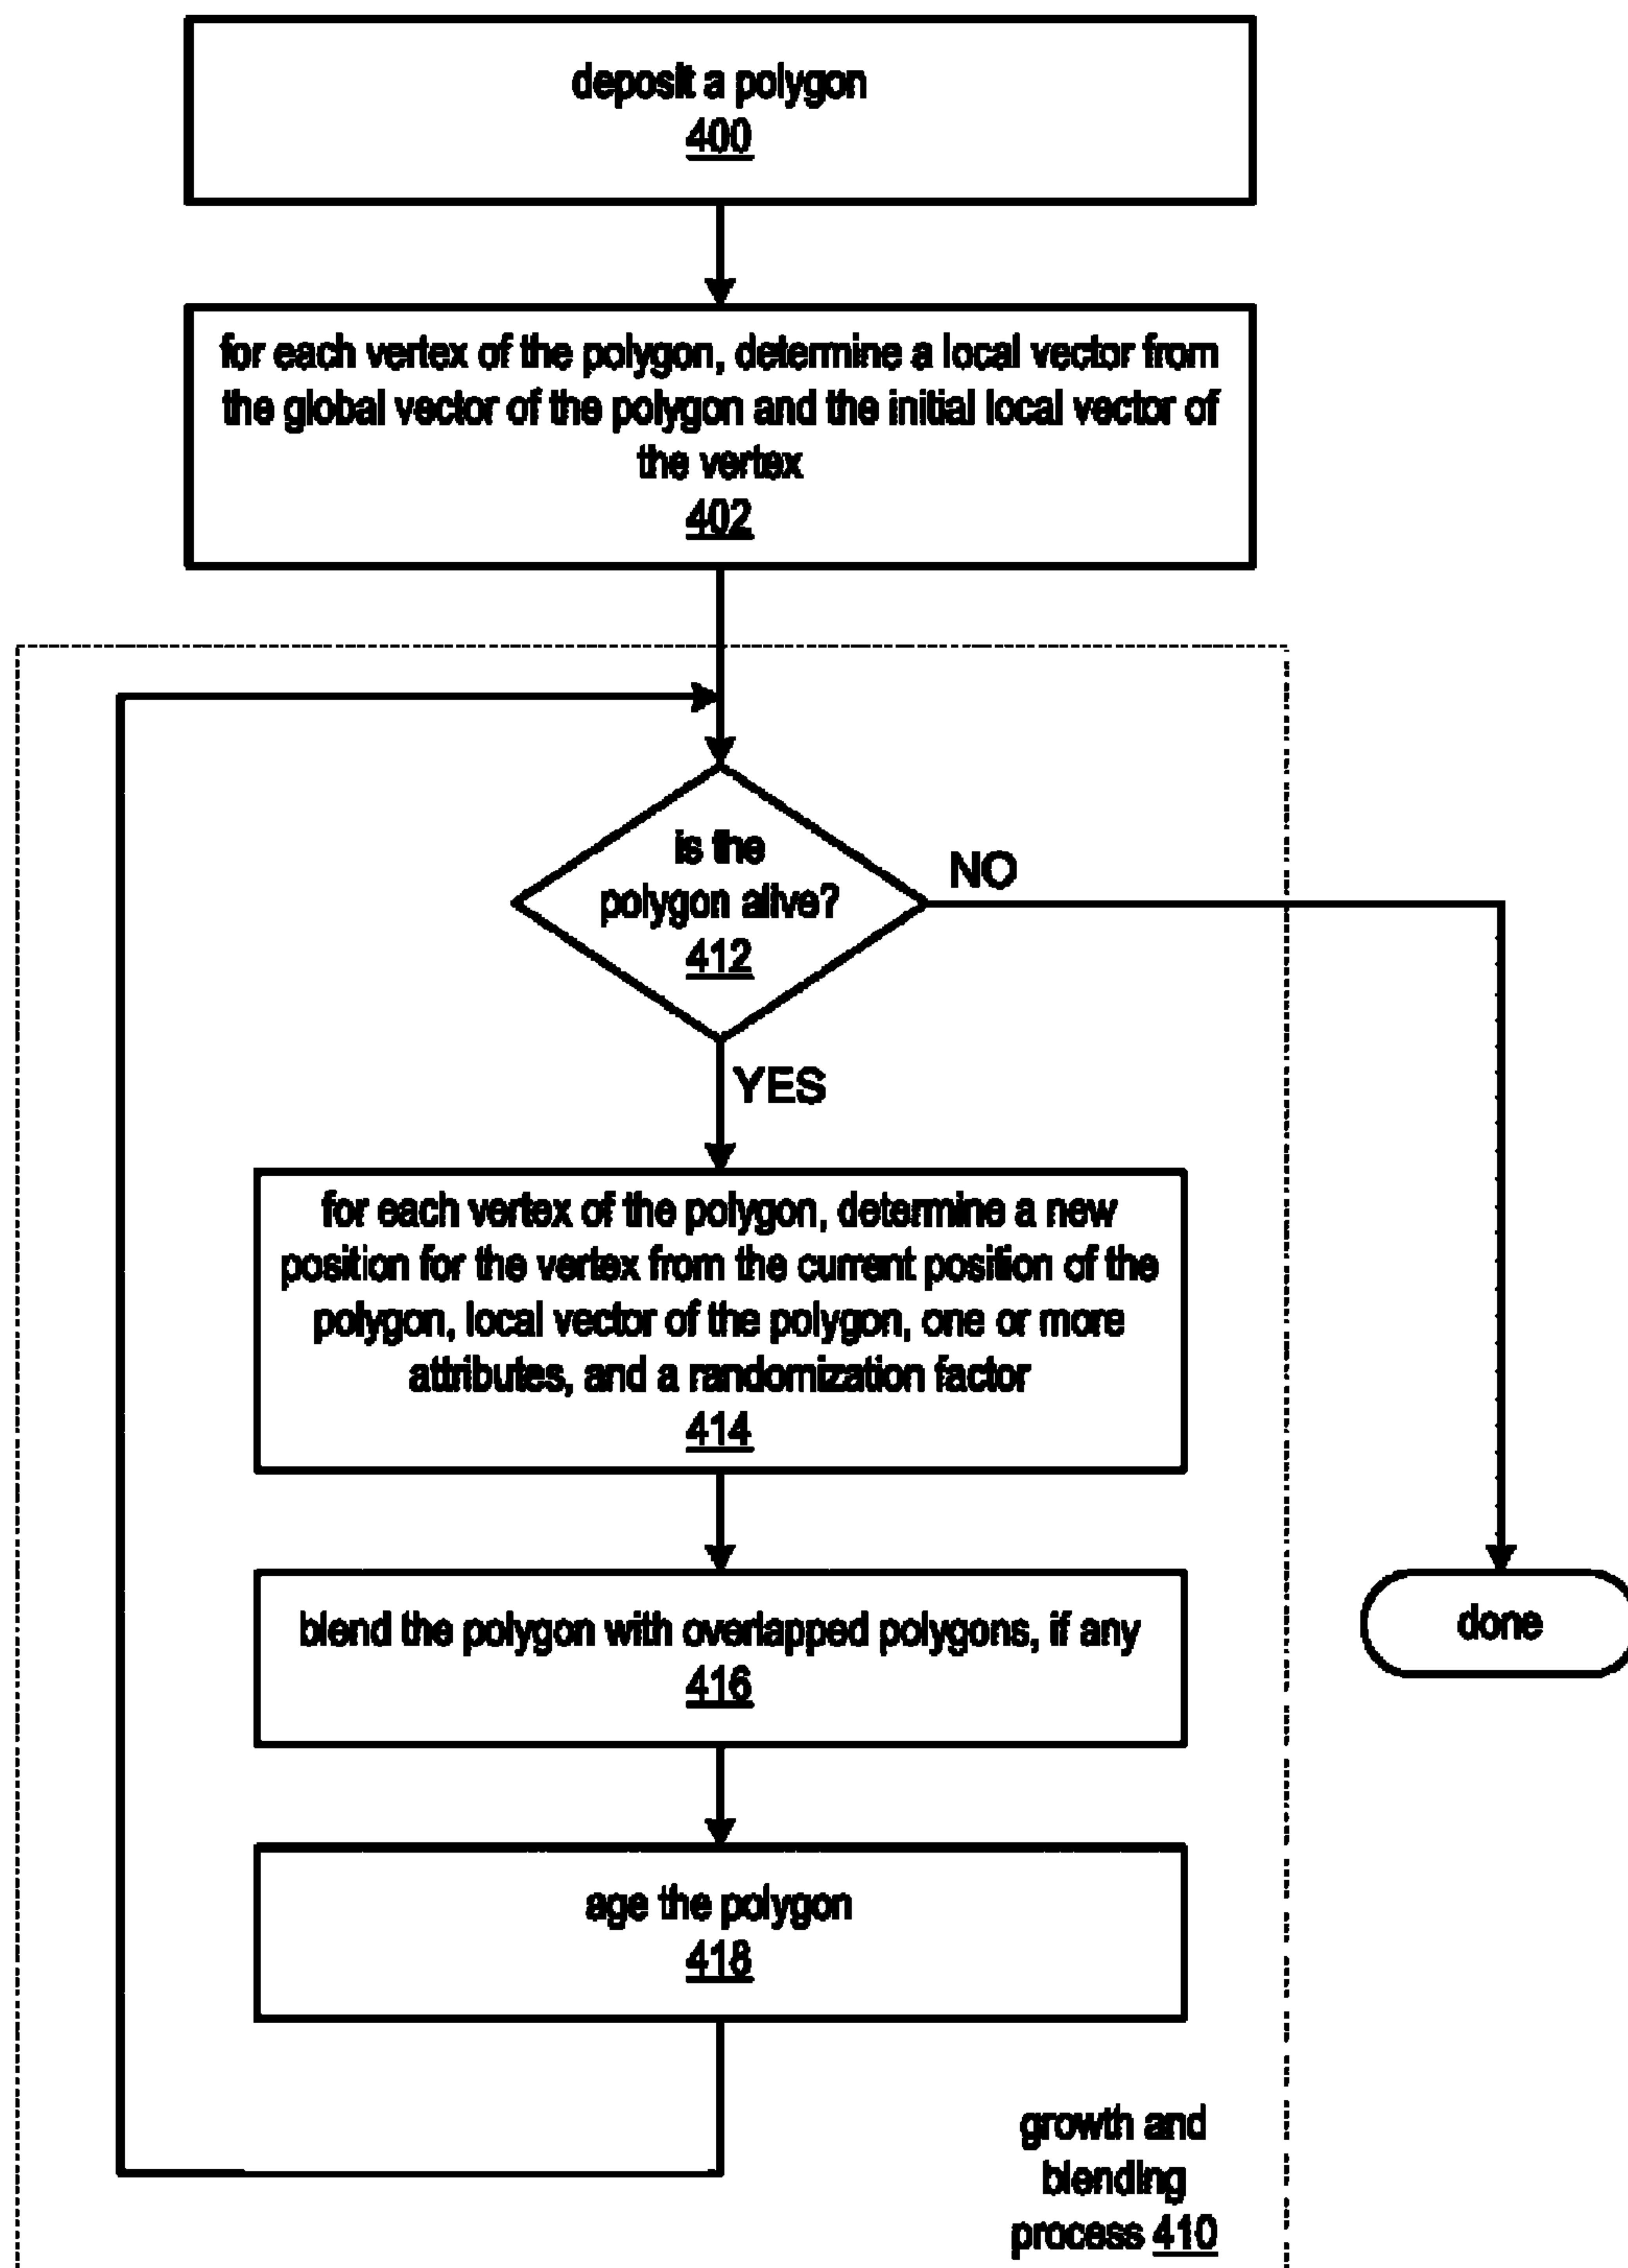 deposit a polygon
400
for each vertex of the polygon, determine a local vector from
the global vector of the polygon and the initial local vector of
the vertex
402
is the
polygon alive?
412
NO
YES
for each vertex of the polygon, determine a new
position for the vertex from the current position of the
polygon, local vector of the polygon, one or more
attributes, and a randomization factor
414
blend the polygon with overlapped polygons, if any
416
done
age the polygon
418
growth and
blending
process 410